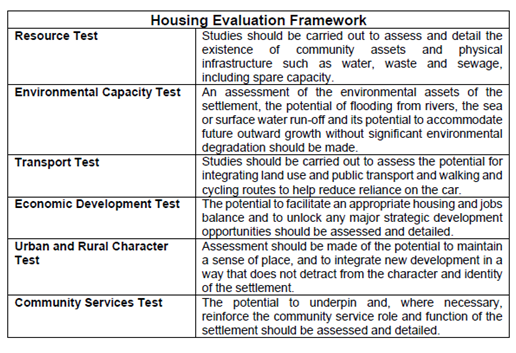 Housing Evaluation Framework
Resource Test
Studies should be carried out to assess and detail the
existence of community assets and physical
infrastructure such as water, waste and sewage,
including spare capacity.
Environmental Capacity Test
An assessment of the environmental assets of the
settlement, the potential of flooding from rivers, the sea
or surface water run-off and its potential to accommodate
future outward growth without significant environmental
degradation should be made.
Transport Test
Studies should be carried out to assess the potential for
integrating land use and public transport and walking and
cycling routes to help reduce reliance on the car.
Economic Development Test
The potential to facilitate an appropriate housing and jobs
balance and to unlock any major strategic development
opportunities should be assessed and detailed.
Urban and Rural Character
Test
Assessment should be made of the potential to maintain
a sense of place, and to integrate new development in a
way that does not detract from the character and identity
of the settlement.
Community Services Test
The potential to underpin and, where necessary,
reinforce the community service role and function of the
settlement should be assessed and detailed.